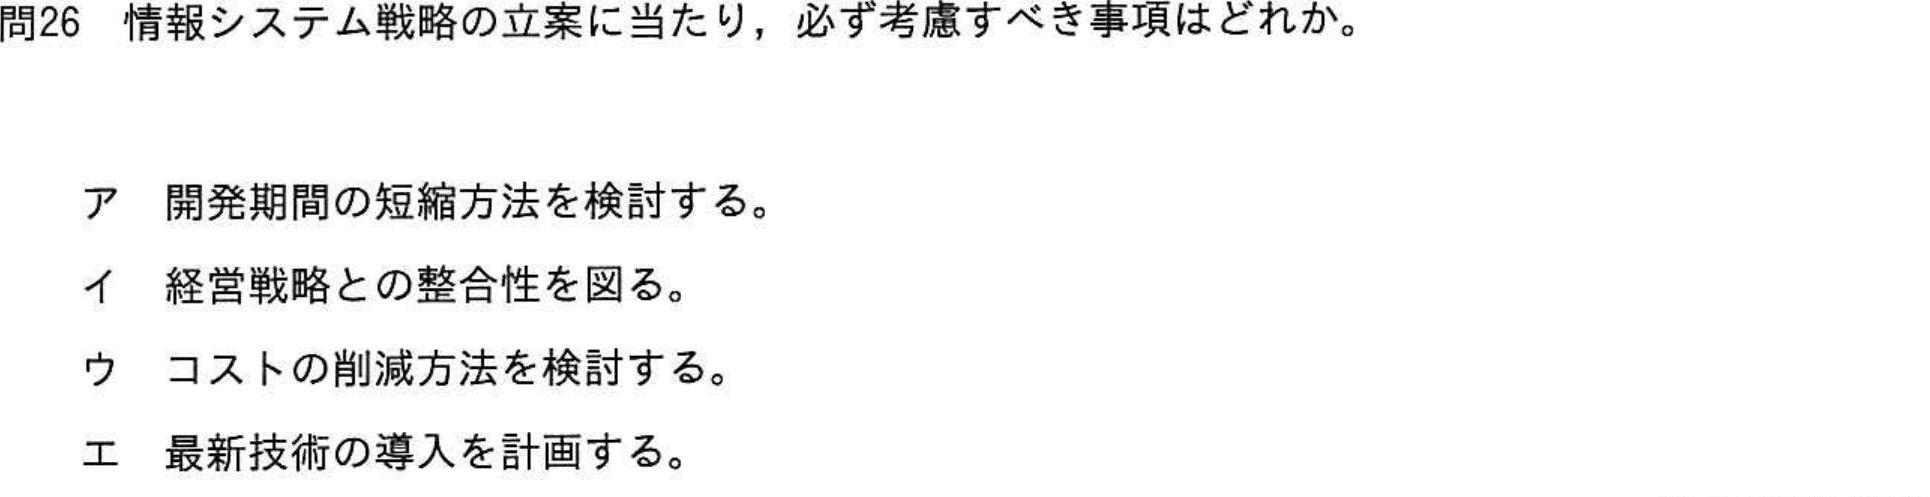 問26　情報システム戦略の立案に当たり，必ず考慮すべき事項はどれか。
ア　開発期間の短縮方法を検討する。
イ　経営戦略との整合性を図る。
ウ　コストの削減方法を検討する。
エ　最新技術の導入を計画する。